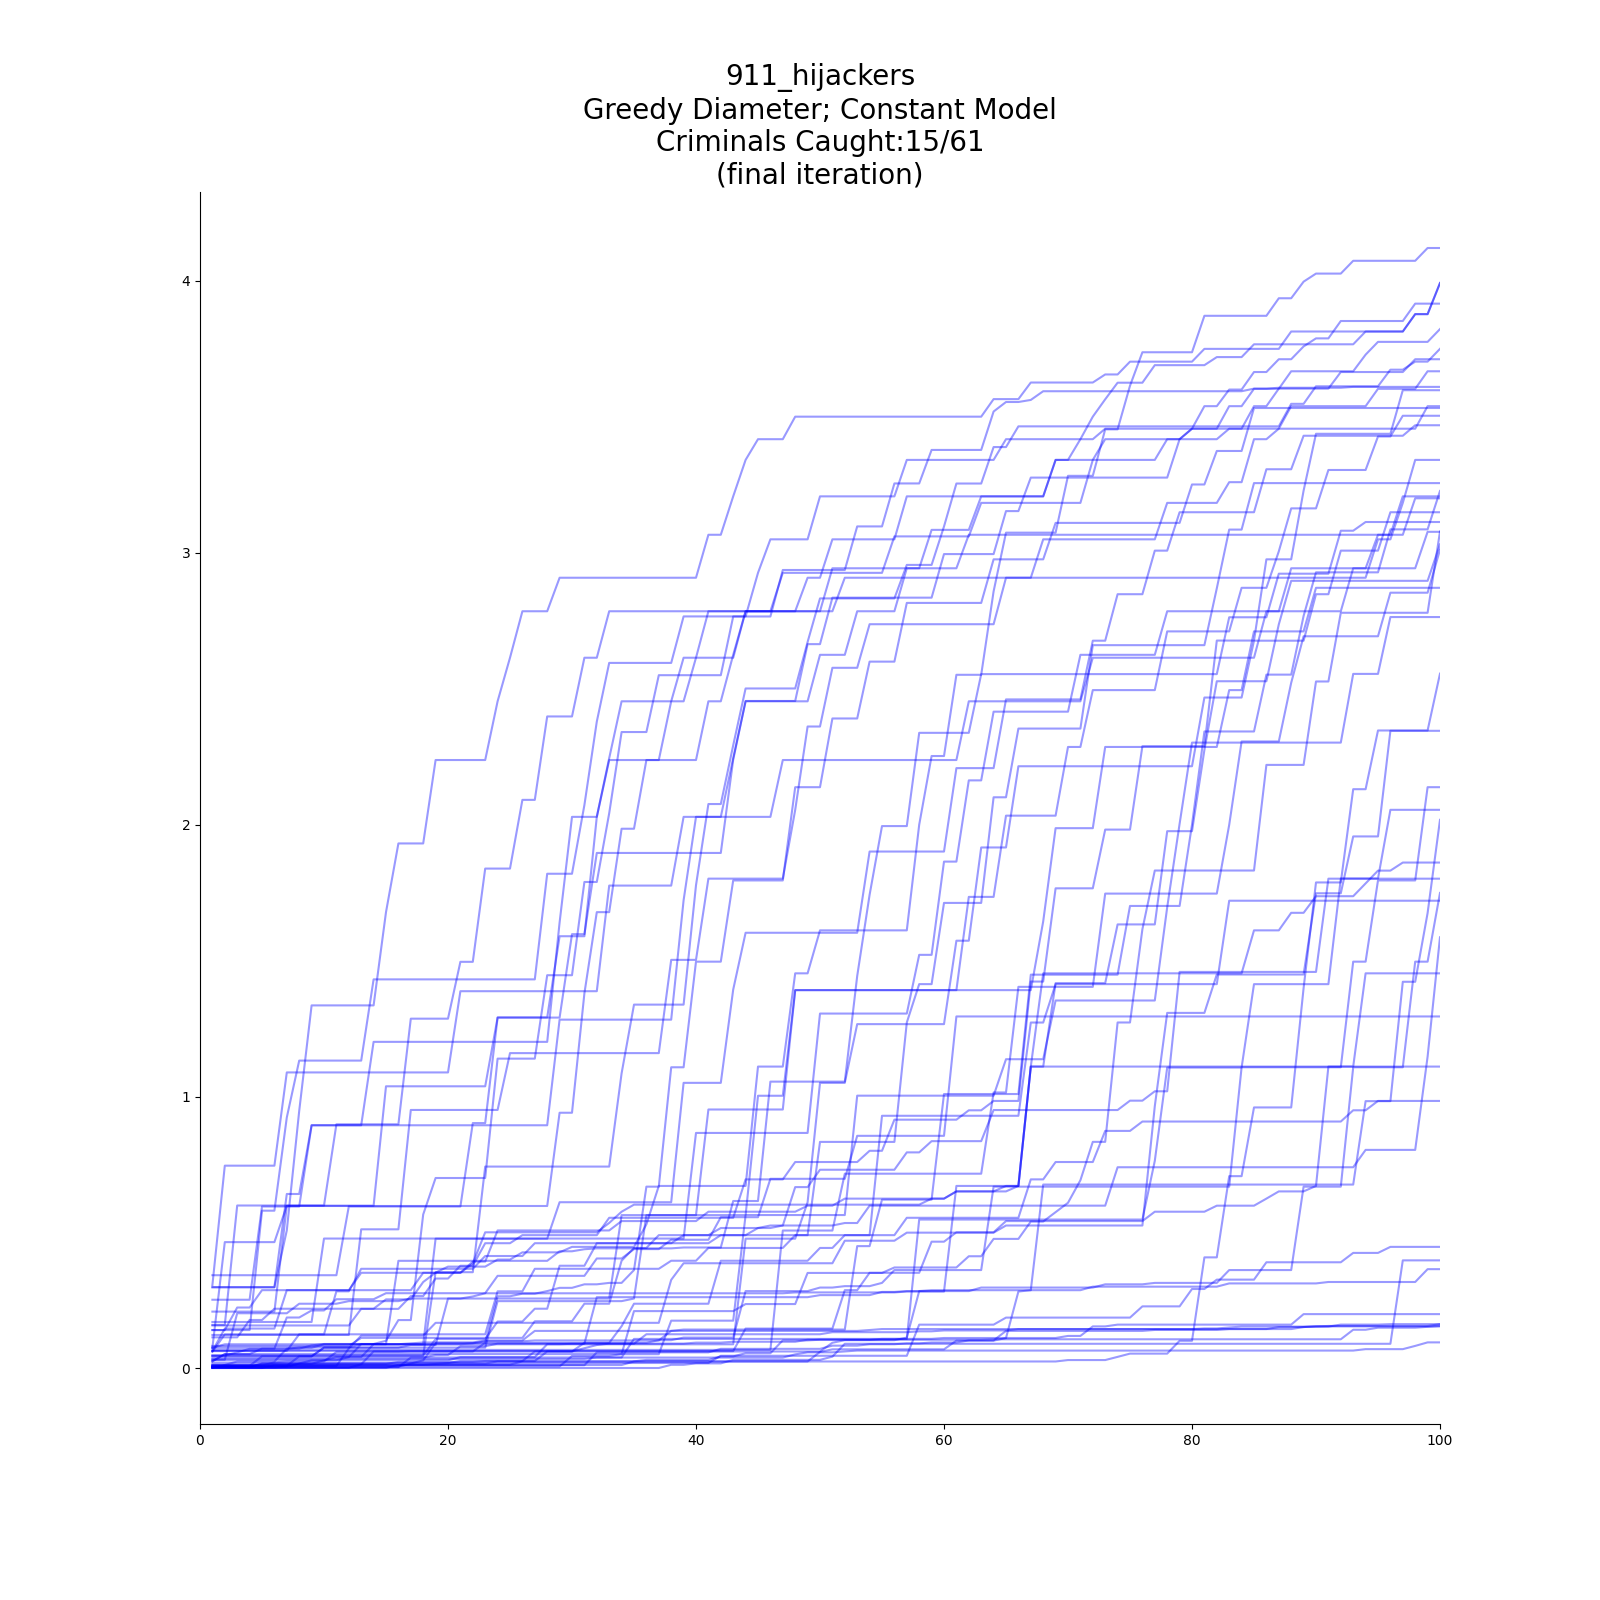 911_hijackers
Greedy Diameter; Constant Model
Criminals Caught:15/61
(final iteration)
4
3
2
1
0
0 20 40 60 80 100